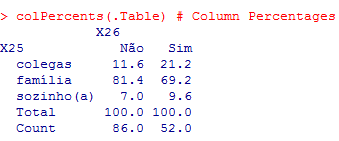 > colPercents(.Table) # Column Percentages
X26
X25 Não Sim
colegas 11.6 21.2
família 81.4 69.2
sozinho(a) 7.0 9.6
Total 100.0 100.0
Count 86.0 52.0